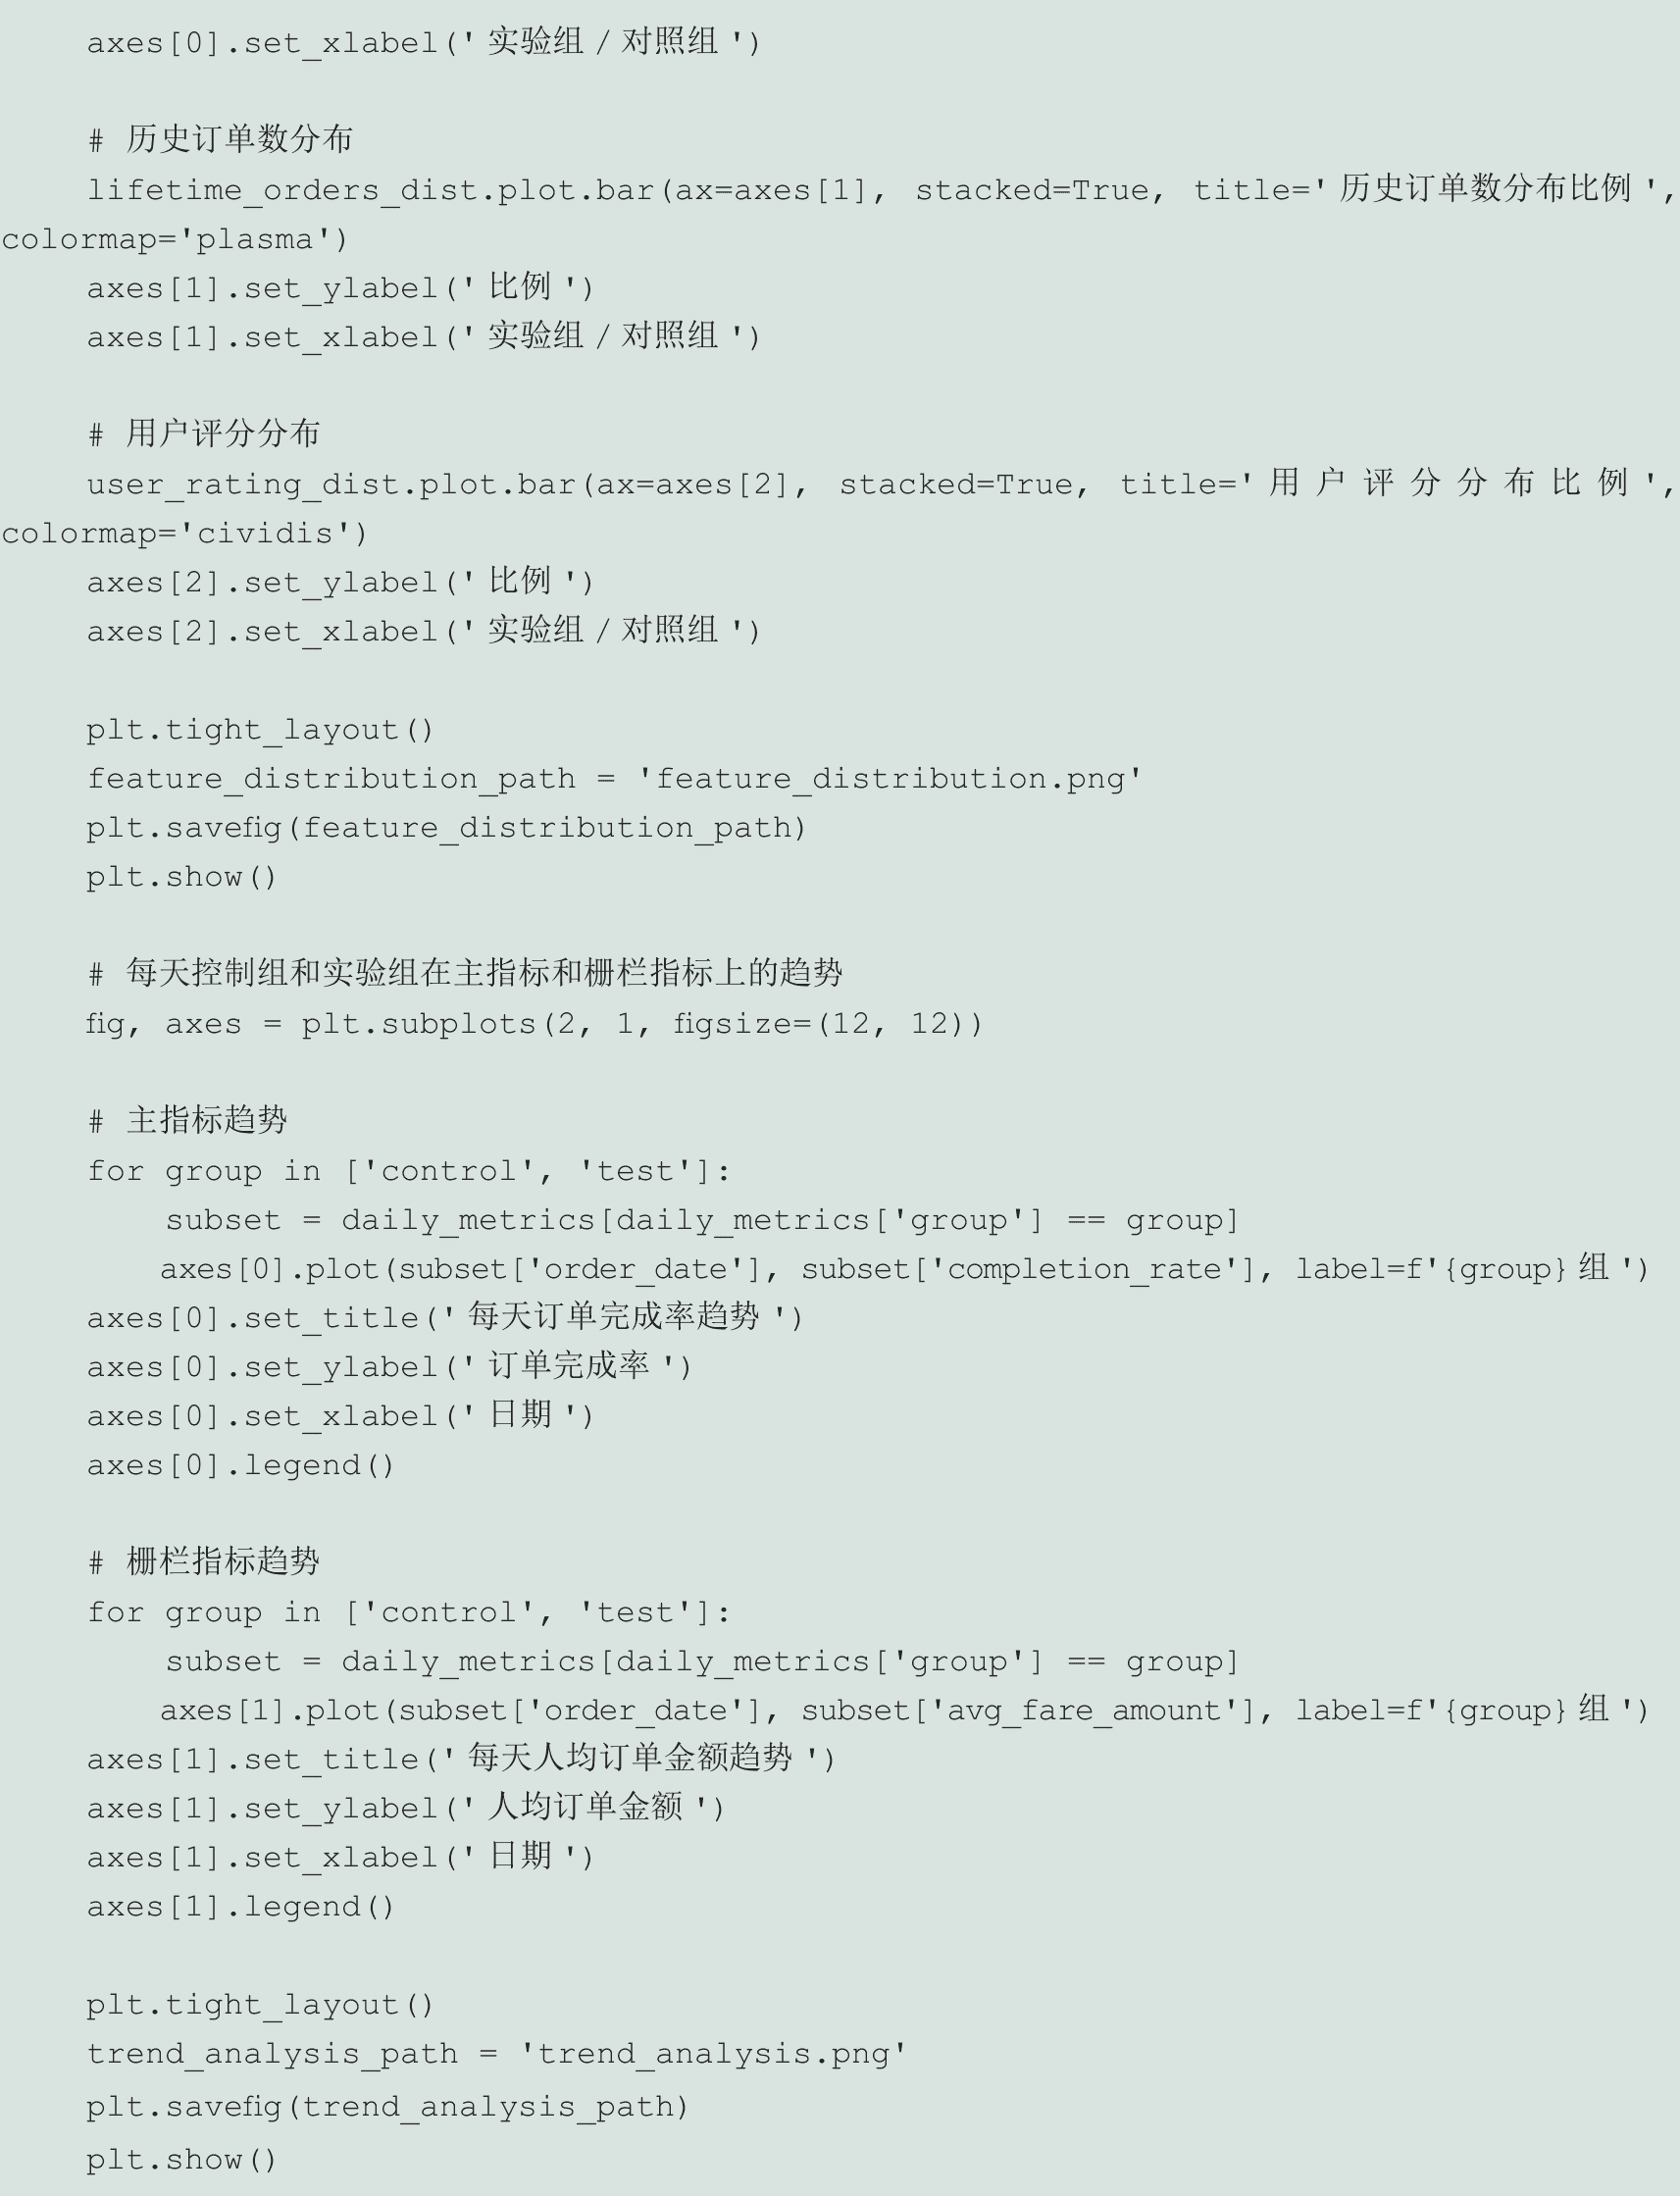 axes[0].set_xlabel(' 实验组 / 对照组 ')
# 历史订单数分布
lifetime_orders_dist.plot.bar(ax=axes[1], stacked=True, title=' 历史订单数分布比例 ',
colormap='plasma')
axes[1].set_ylabel(' 比例 ')
axes[1].set_xlabel(' 实验组 / 对照组 ')
# 用户评分分布
user_rating_dist.plot.bar(ax=axes[2], stacked=True, title=' 用户评分分布比例 ',
colormap='cividis')
axes[2].set_ylabel(' 比例 ')
axes[2].set_xlabel(' 实验组 / 对照组 ')
plt.tight_layout()
feature_distribution_path = 'feature_distribution.png'
plt.savefig(feature_distribution_path)
plt.show()
# 每天控制组和实验组在主指标和栅栏指标上的趋势
fig, axes = plt.subplots(2, 1, figsize=(12, 12))
# 主指标趋势
for group in ['control', 'test']:
    subset = daily_metrics[daily_metrics['group'] == group]
    axes[0].plot(subset['order_date'], subset['completion_rate'], label=f'{group} 组 ')
axes[0].set_title(' 每天订单完成率趋势 ')
axes[0].set_ylabel(' 订单完成率 ')
axes[0].set_xlabel(' 日期 ')
axes[0].legend()
# 栅栏指标趋势
for group in ['control', 'test']:
    subset = daily_metrics[daily_metrics['group'] == group]
    axes[1].plot(subset['order_date'], subset['avg_fare_amount'], label=f'{group} 组 ')
axes[1].set_title(' 每天人均订单金额趋势 ')
axes[1].set_ylabel(' 人均订单金额 ')
axes[1].set_xlabel(' 日期 ')
axes[1].legend()
plt.tight_layout()
trend_analysis_path = 'trend_analysis.png'
plt.savefig(trend_analysis_path)
plt.show()